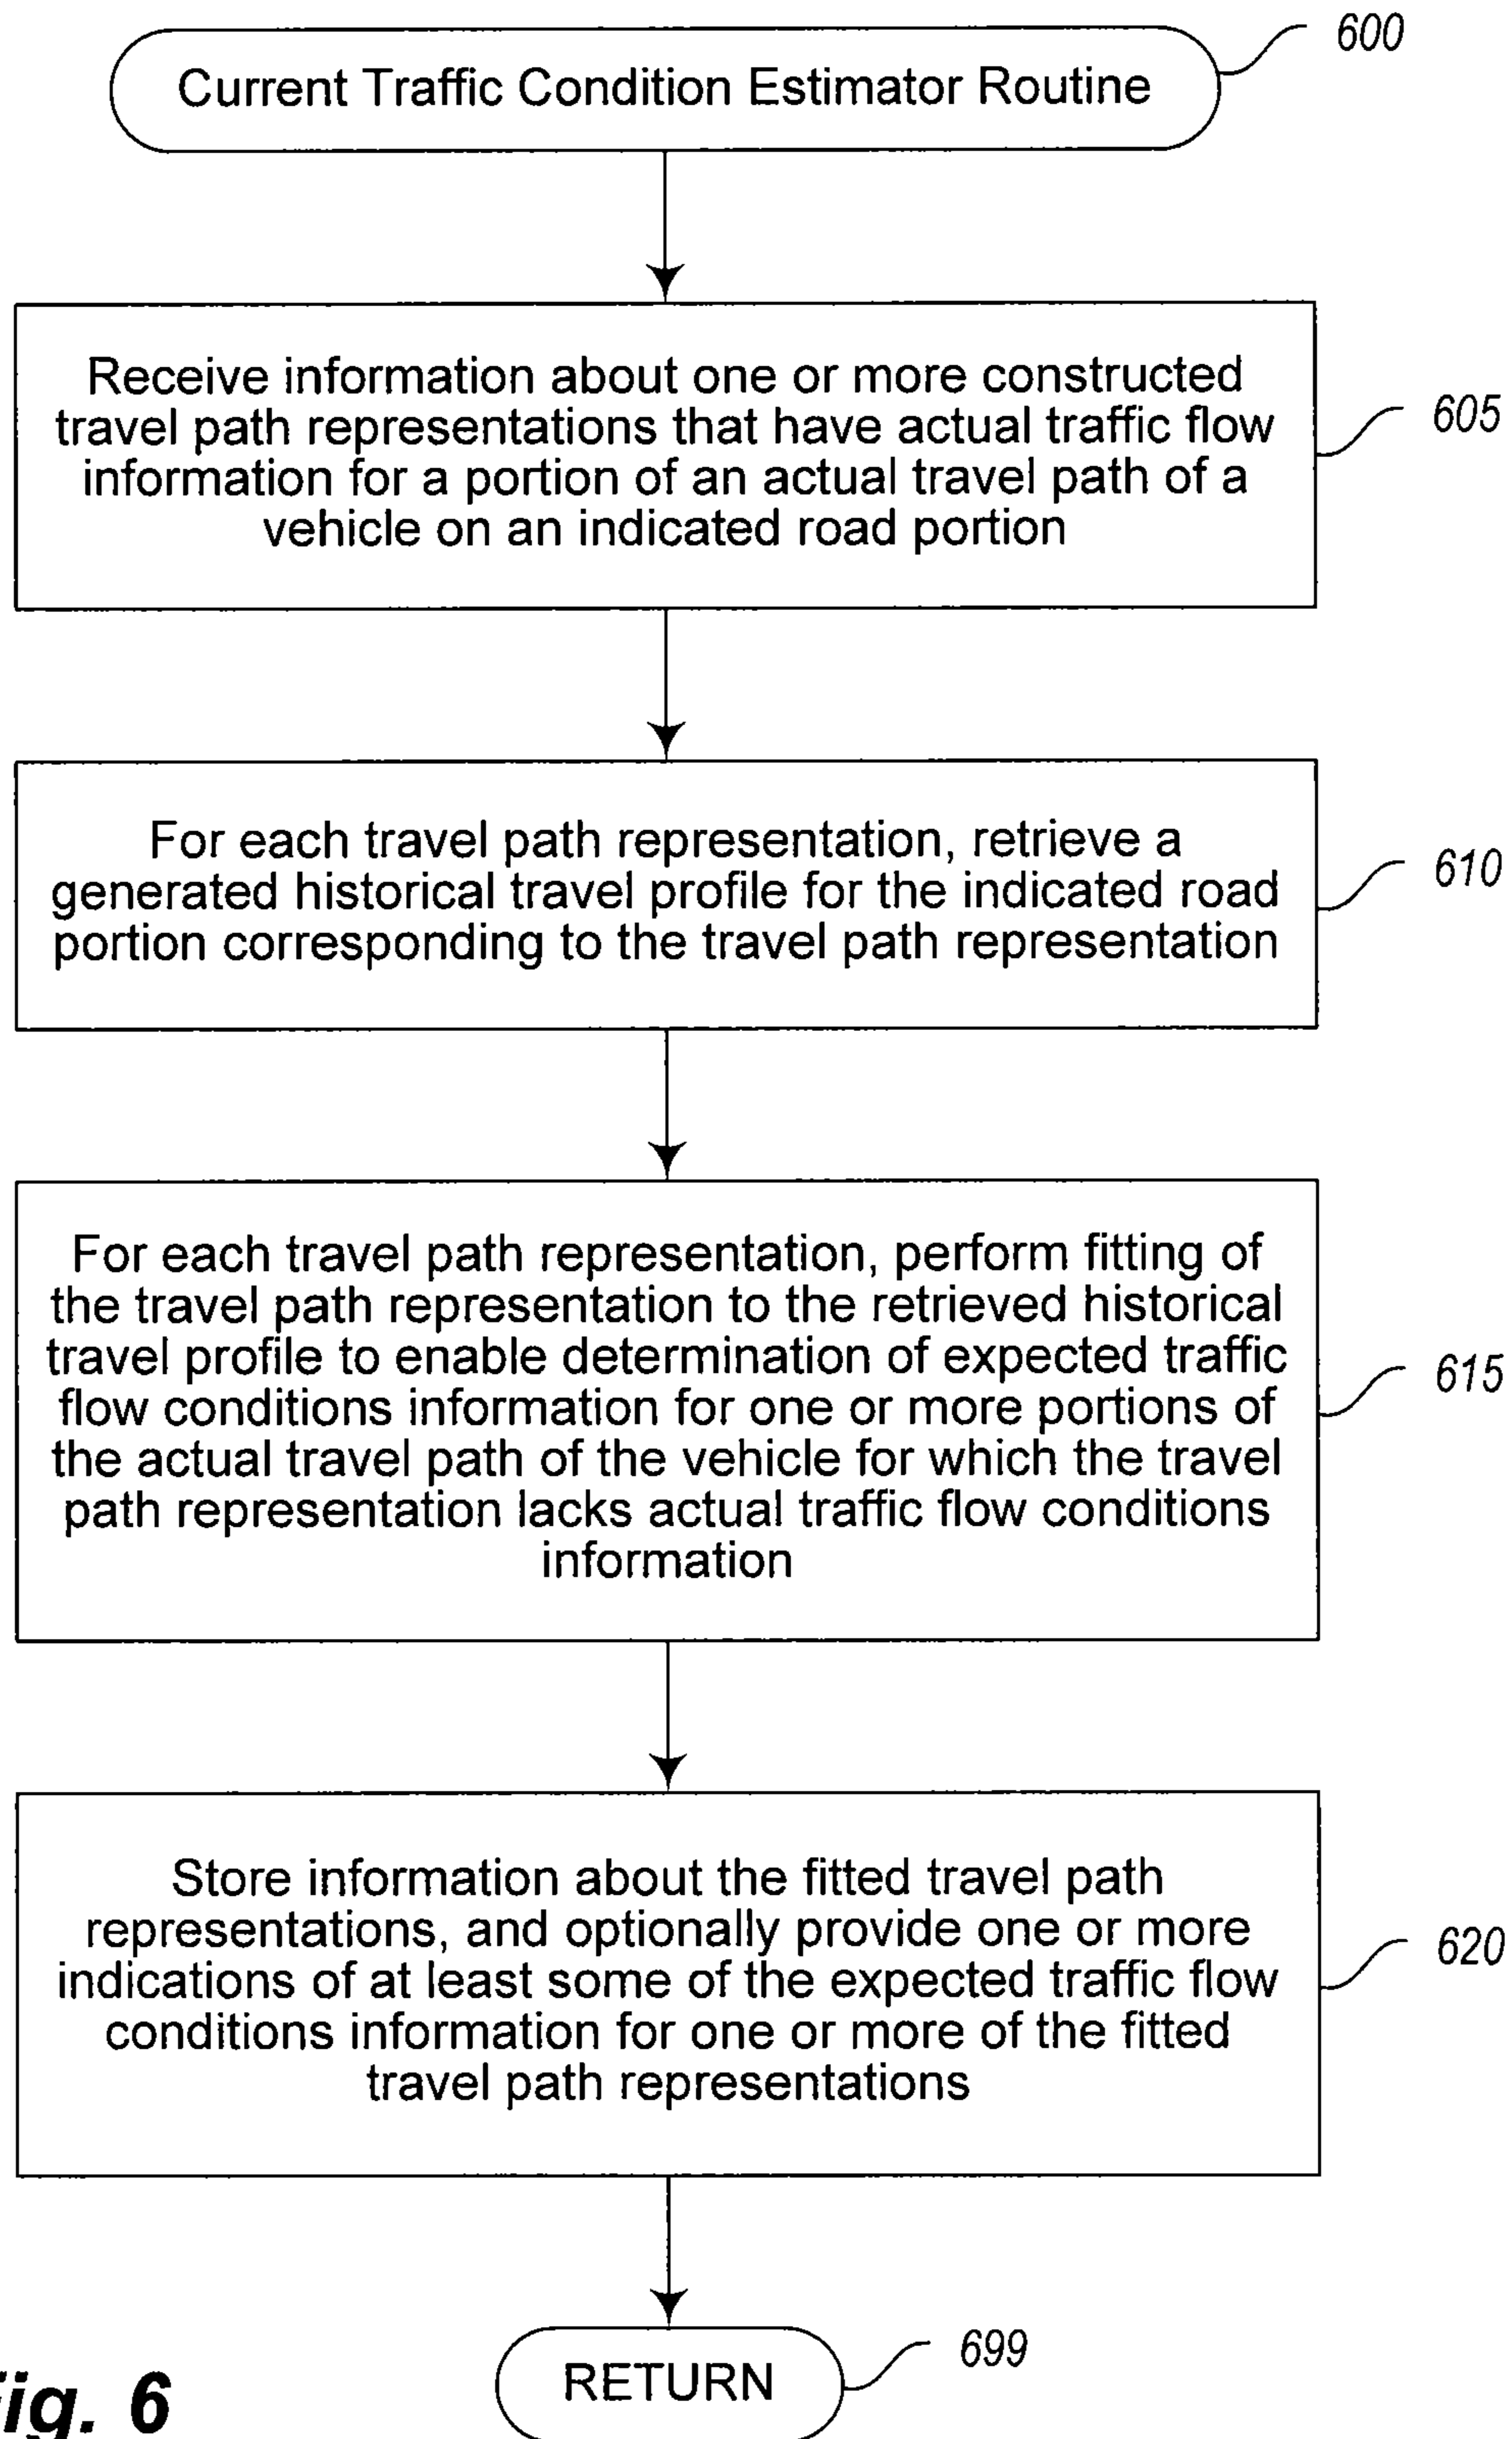 Current Traffic Condition Estimator Routine
600
Receive information about one or more constructed
travel path representations that have actual traffic flow
information for a portion of an actual travel path of a
vehicle on an indicated road portion
605
For each travel path representation, retrieve a
generated historical travel profile for the indicated road
portion corresponding to the travel path representation
610
For each travel path representation, perform fitting of
the travel path representation to the retrieved historical
travel profile to enable determination of expected traffic
flow conditions information for one or more portions of
the actual travel path of the vehicle for which the travel
path representation lacks actual traffic flow conditions
information
615
Store information about the fitted travel path
representations, and optionally provide one or more
indications of at least some of the expected traffic flow
conditions information for one or more of the fitted
travel path representations
620
RETURN
699
Fig. 6